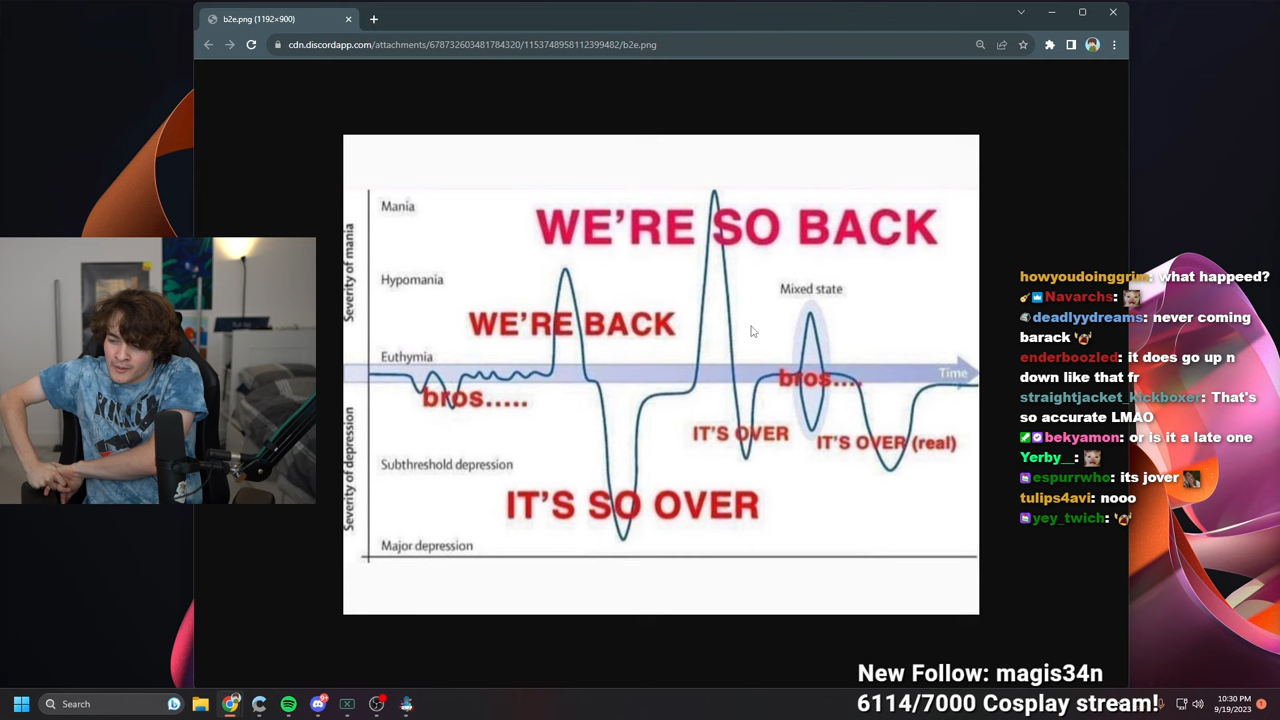 b2e.png (1192×900)
cdn.discordapp.com/attachments/678732603481784320/1153748958112399482/b2e.png
Severity of mania
Mania
WE'RE SO BACK
Hypomania
Mixed state
WE'RE BACK
Euthymia
Time
bros.....
bros....
Severity of depression
IT'S OVER
IT'S OVER (real)
Subthreshold depression
IT'S SO OVER
Major depression
howyoudoinggrim: what happeed?
Navarchs:
deadlyydreams: never coming
barack
enderboozled: it does go up n
down like that fr
straightjacket_kickboxer: That's
so accurate LMAO
bekyamon: or is it a late one
Yerby__:
espurrwho: its jover
tulips4avi: nooo
yey_twich:
New Follow: magis34n
6114/7000 Cosplay stream!
Search
10:30 PM
9/19/2023